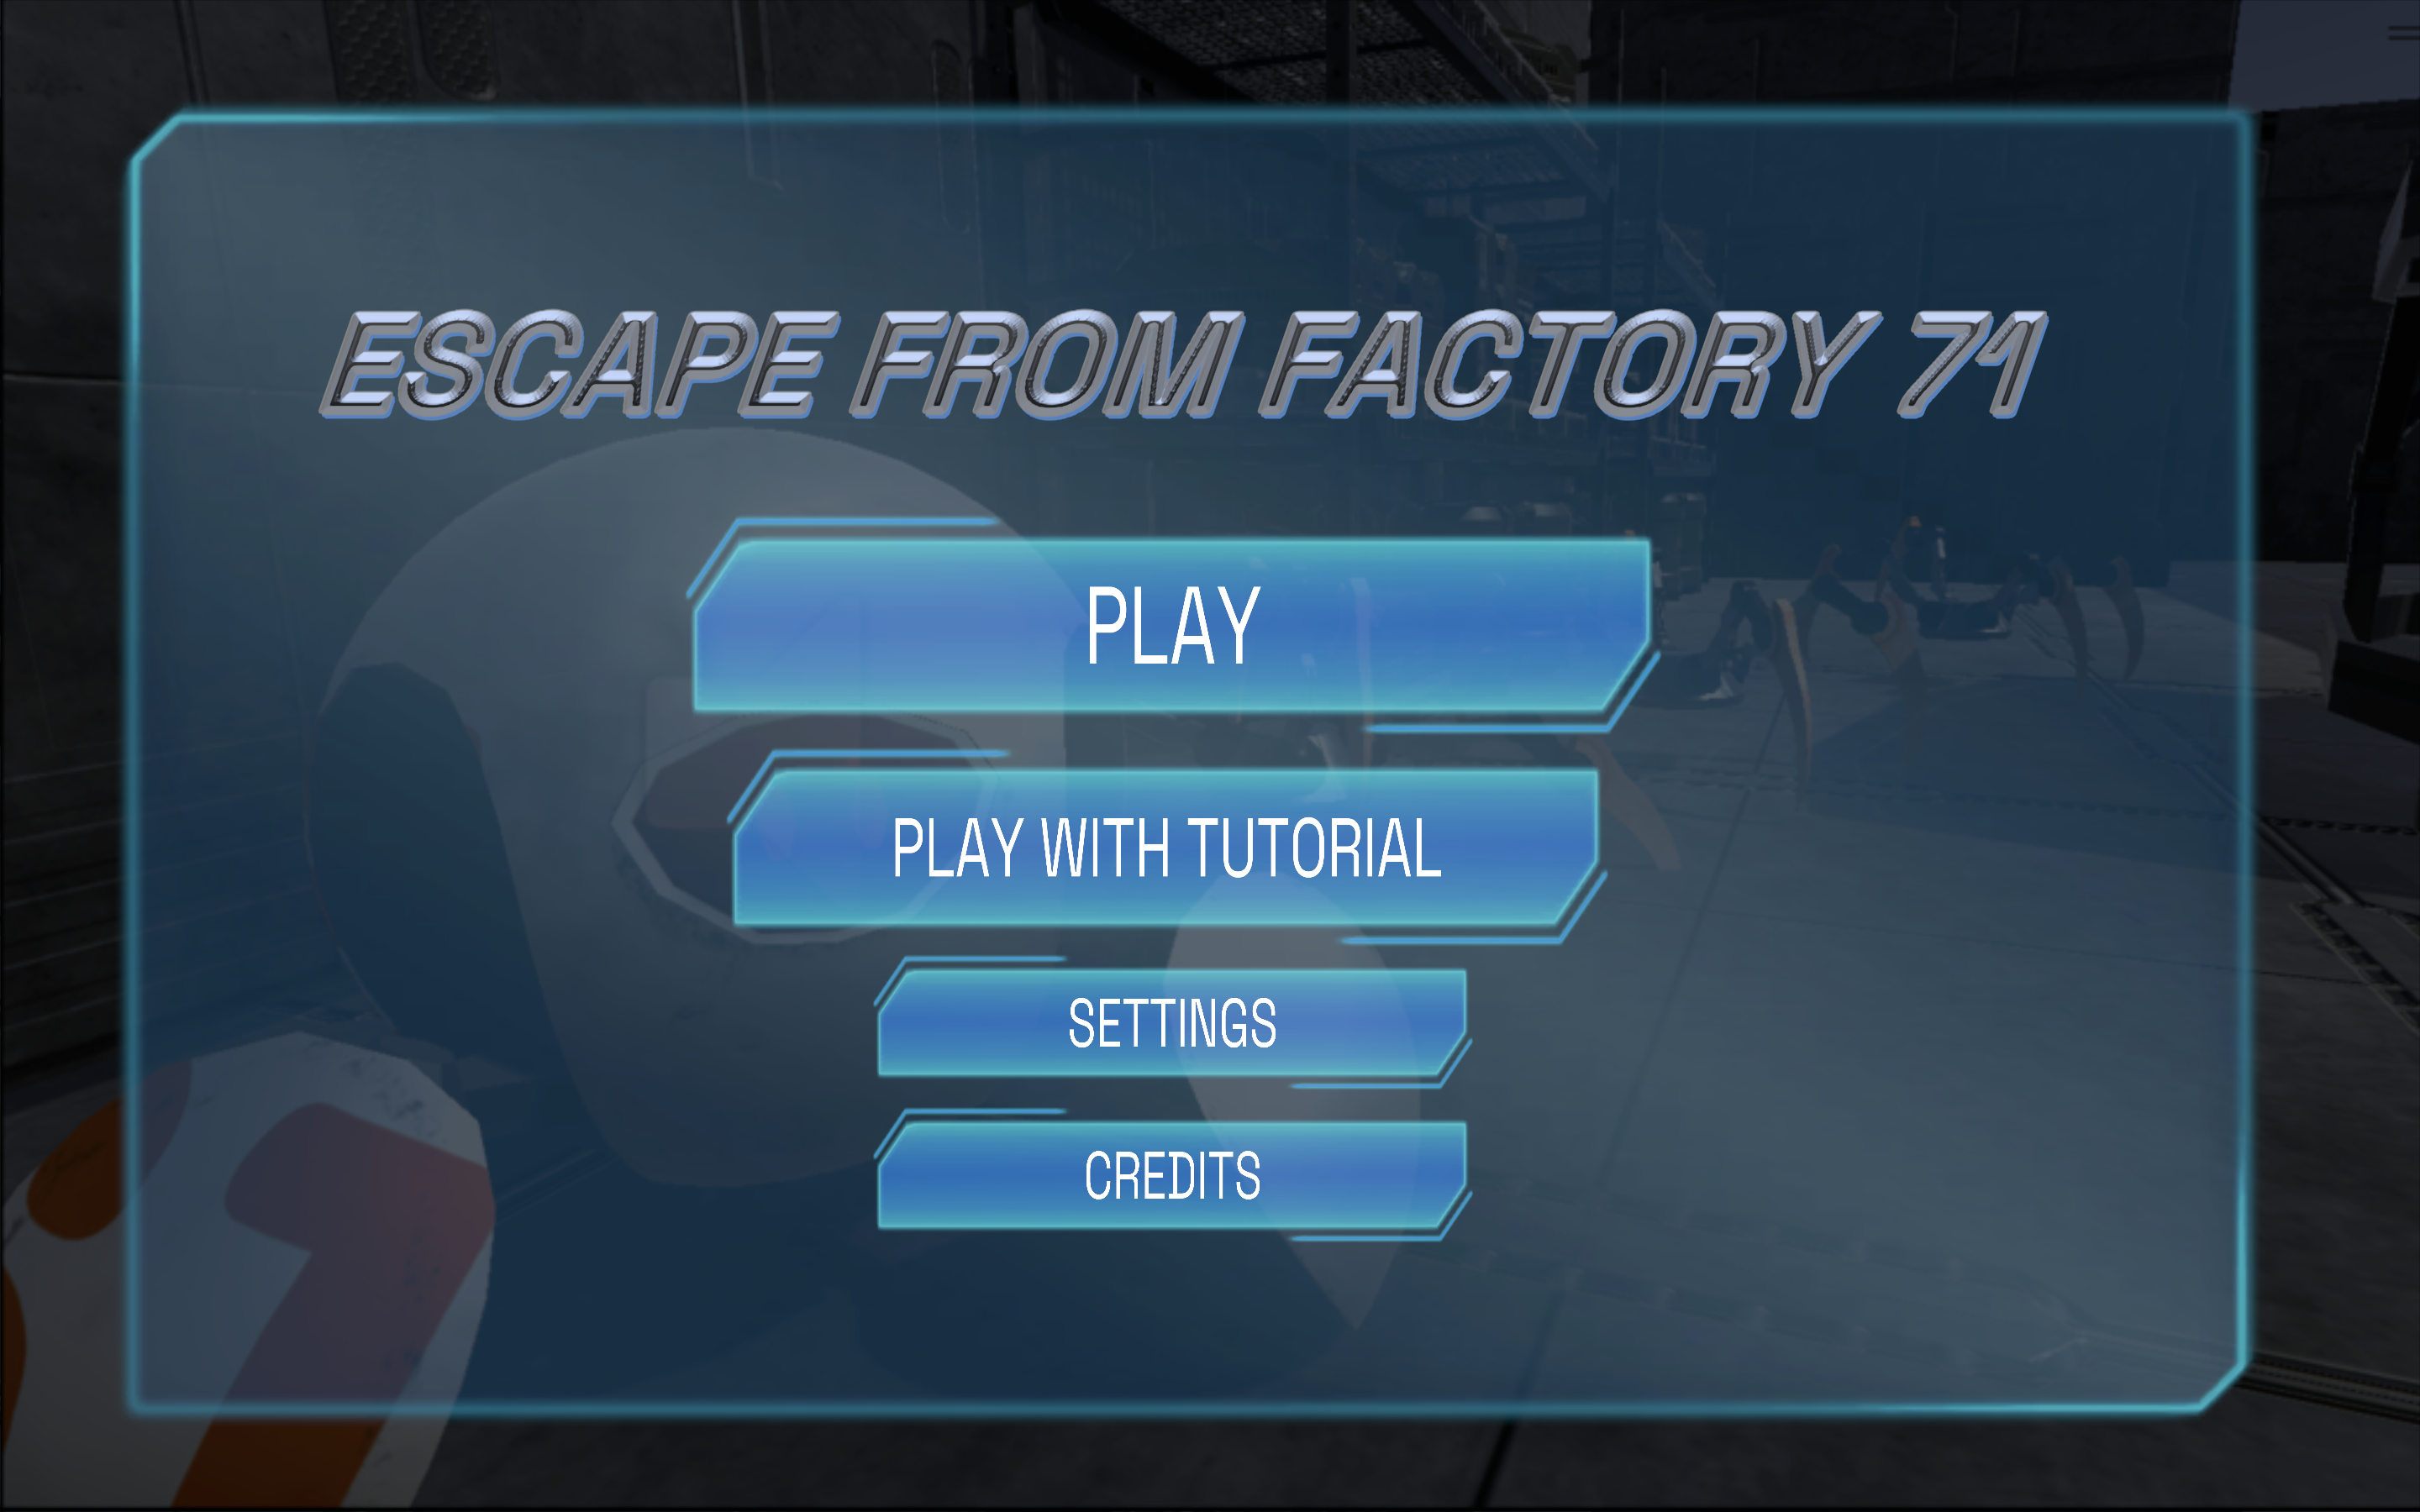 ESCAPE FROM FACTORY 71
PLAY
PLAY WITH TUTORIAL
SETTINGS
CREDITS